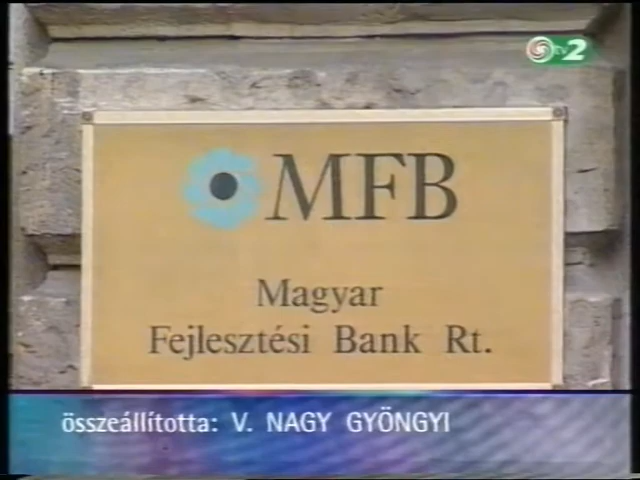 tv2
MFB
Magyar
Fejlesztési Bank Rt.
összeállította: V. NAGY GYÖNGYI